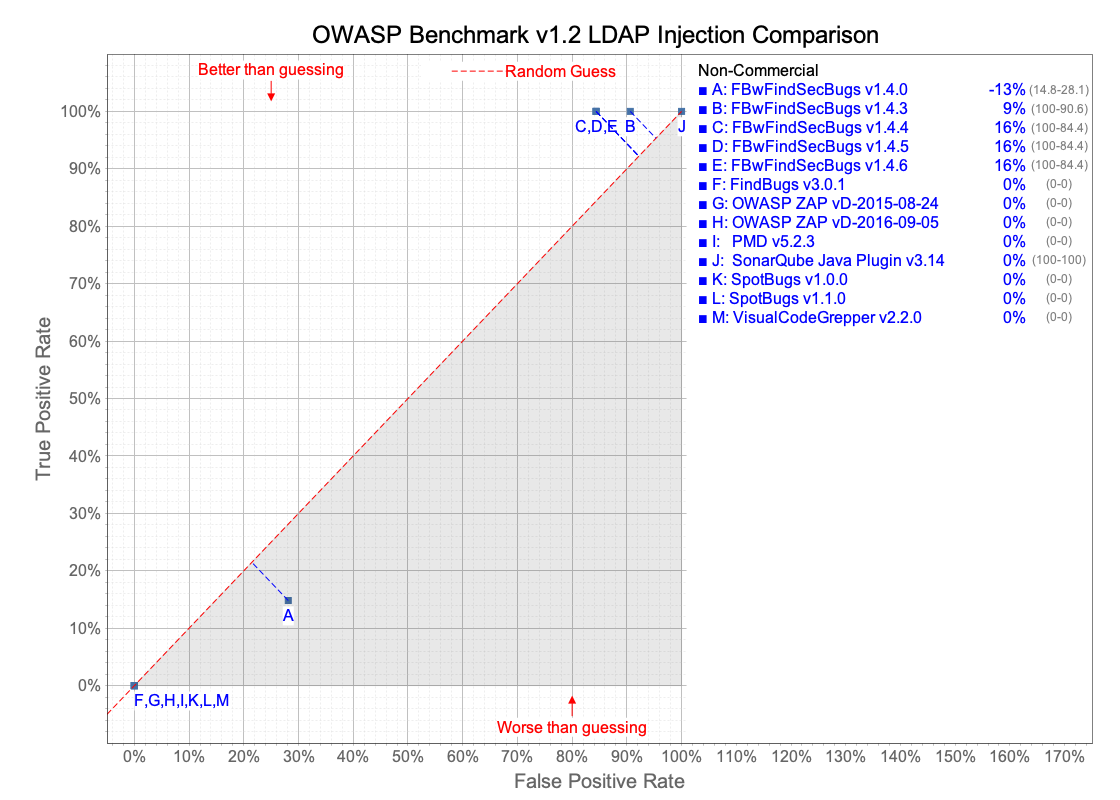 OWASP Benchmark v1.2 LDAP Injection Comparison
Better than guessing
Random Guess
Non-Commercial
A: FBwFindSecBugs v1.4.0 -13% (14.8-28.1)
B: FBwFindSecBugs v1.4.3 9% (100-90.6)
C: FBwFindSecBugs v1.4.4 16% (100-84.4)
D: FBwFindSecBugs v1.4.5 16% (100-84.4)
E: FBwFindSecBugs v1.4.6 16% (100-84.4)
F: FindBugs v3.0.1 0% (0-0)
G: OWASP ZAP vD-2015-08-24 0% (0-0)
H: OWASP ZAP vD-2016-09-05 0% (0-0)
I: PMD v5.2.3 0% (0-0)
J: SonarQube Java Plugin v3.14 0% (100-100)
K: SpotBugs v1.0.0 0% (0-0)
L: SpotBugs v1.1.0 0% (0-0)
M: VisualCodeGrepper v2.2.0 0% (0-0)
True Positive Rate
100%
C,D,E B J
90%
80%
70%
60%
50%
40%
30%
20%
10%
A
0%
F,G,H,I,K,L,M
Worse than guessing
0% 10% 20% 30% 40% 50% 60% 70% 80% 90% 100% 110% 120% 130% 140% 150% 160% 170%
False Positive Rate